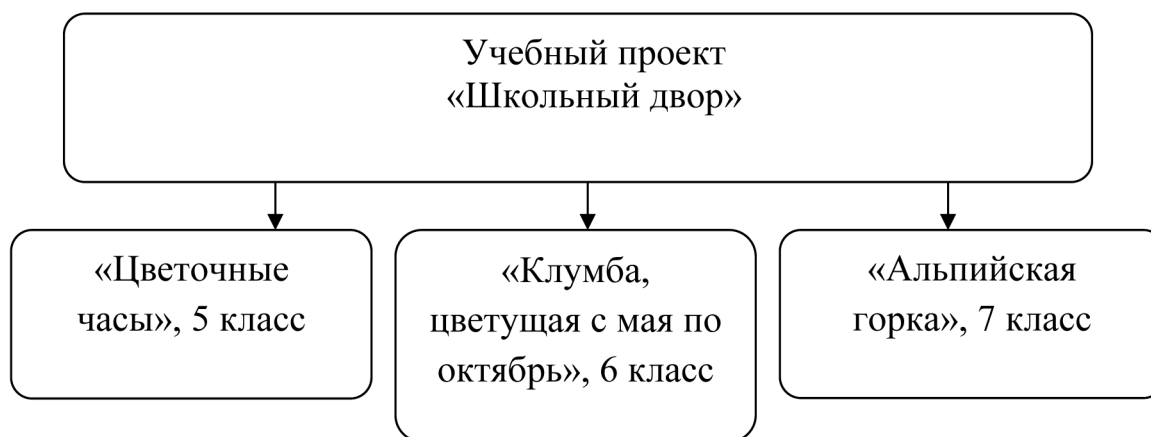 Учебный проект
«Школьный двор»
«Цветочные
часы», 5 класс
«Клумба,
цветущая с мая по
октябрь», 6 класс
«Альпийская
горка», 7 класс